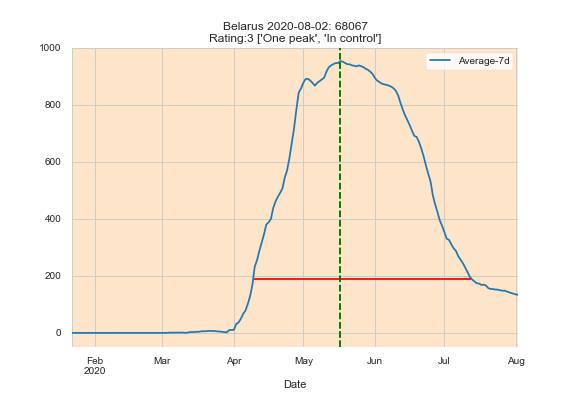 Belarus 2020-08-02: 68067
Rating:3 ['One peak', 'In control']
Average-7d
1000
800
600
400
200
0
Feb Mar Apr May Jun Jul Aug
2020
Date